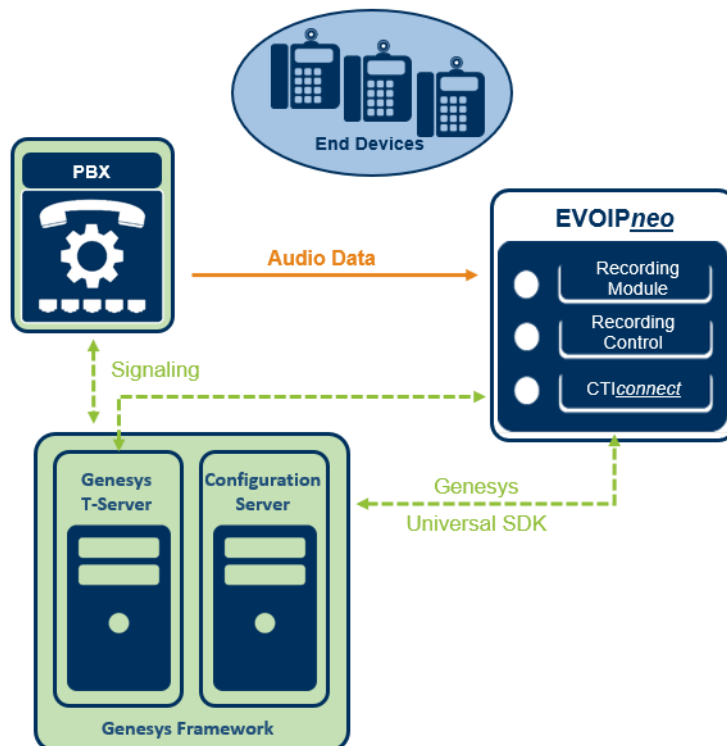 End Devices
PBX
EVOIPneo
Audio Data
Recording
Module
Recording
Control
CTIconnect
Signaling
Genesys
T-Server
Configuration
Server
Genesys
Universal SDK
Genesys Framework